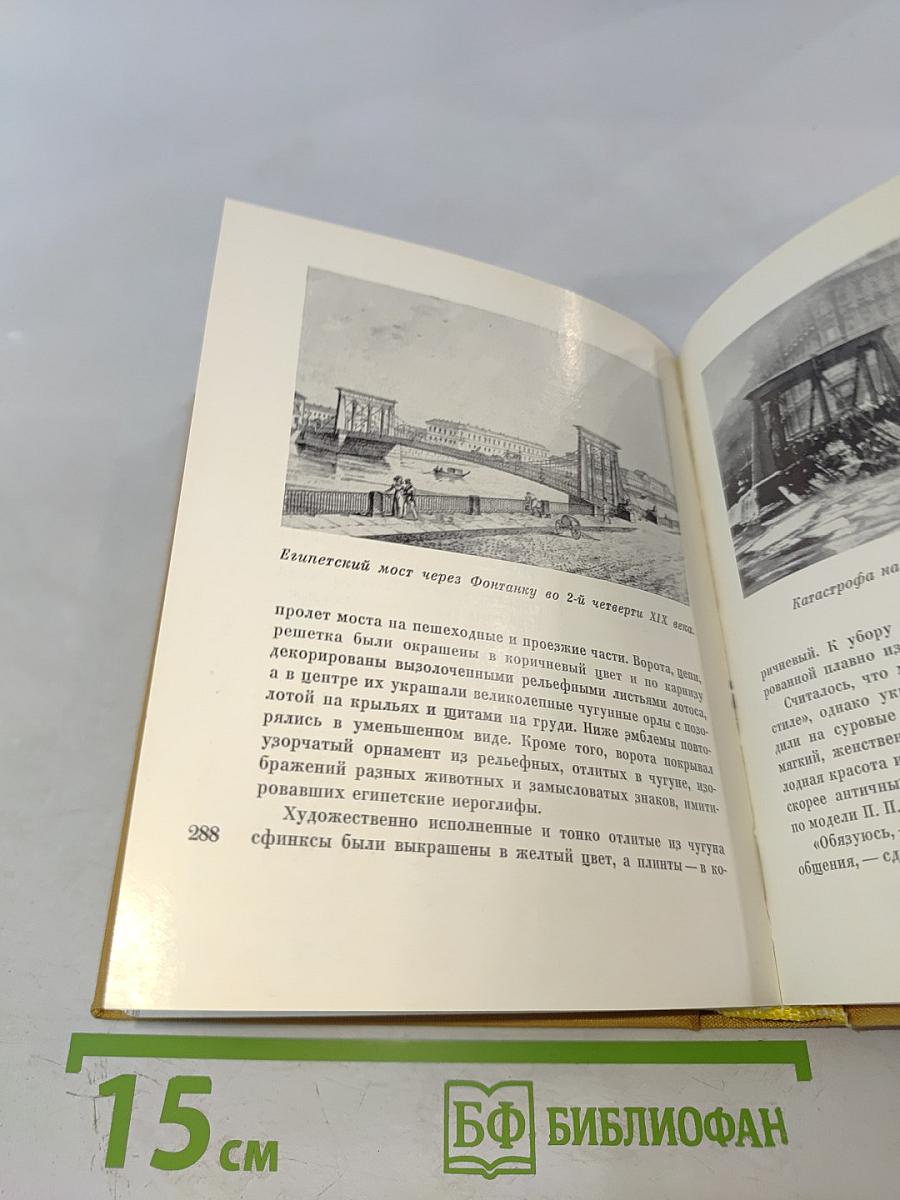 Египетский мост через Фонтанку во 2-й четверти XIX века.
пролет моста на пешеходные и проезжие части. Ворота, цепи,
решетка были окрашены в коричневый цвет и по карнизу
декорированы вызолоченными рельефными листьями лотоса,
а в центре их украшали великолепные чугунные орлы с позо-
лотой на крыльях и щитами на груди. Ниже эмблемы повто-
рялись в уменьшенном виде. Кроме того, ворота покрывал
узорчатый орнамент из рельефных, отлитых в чугуне, изо-
бражений разных животных и замысловатых знаков, имити-
ровавших египетские иероглифы.
Художественно исполненные и тонко отлитые из чугуна
сфинксы были выкрашены в желтый цвет, а плинты — в ко-
288
Катастрофа на
ричневый. К убору
рованной плавно из
Считалось, что
стиле», однако ук
дили на суровые
мягкий, женствен
лодная красота и
скорее античны
по модели П. П.
«Обязуюсь,
общения, — сд
15 см
БФ БИБЛИОФАН